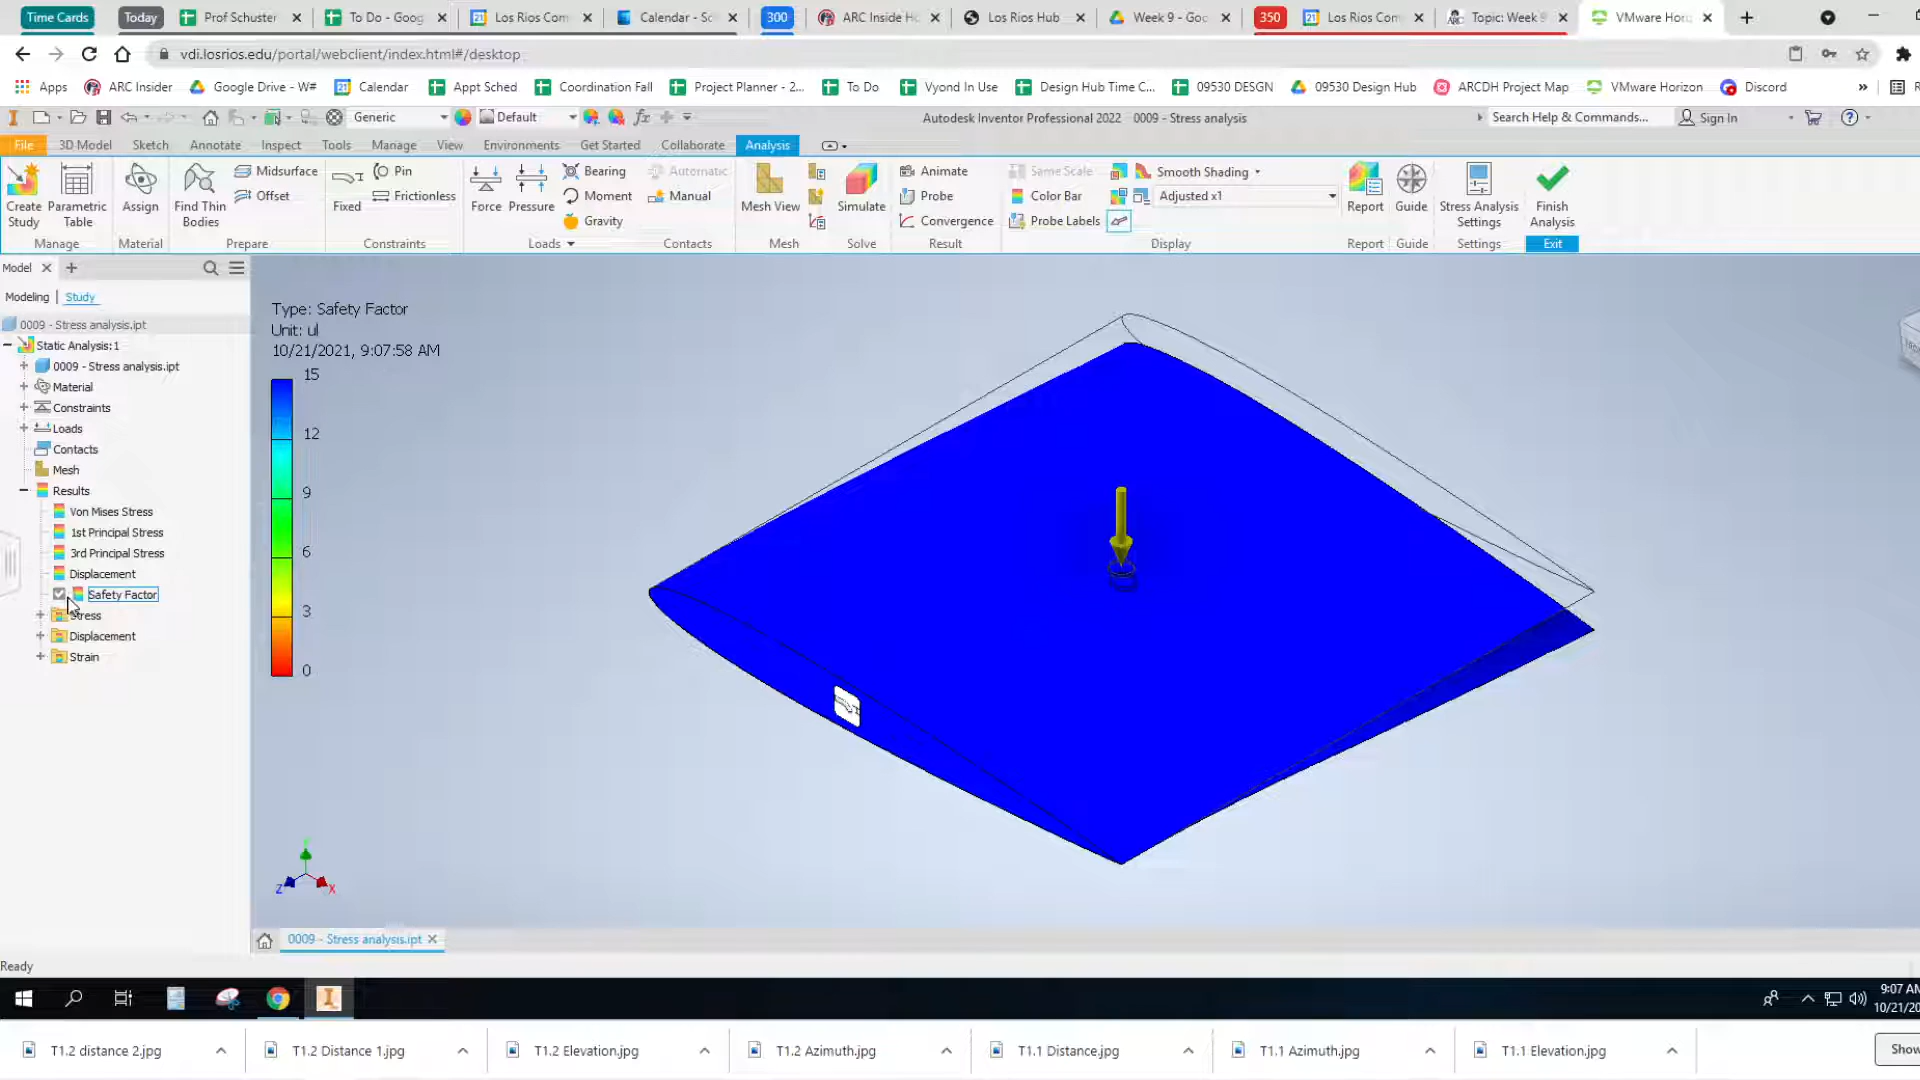 Time Cards Today Prof Schuster To Do - Goog Los Rios Com Calendar - Sc 300 ARC Inside Ho Los Rios Hub Week 9 - Goo 350 Los Rios Com Topic: Week 9 VMware Hori
vdi.losrios.edu/portal/webclient/index.html#/desktop
Apps ARC Insider Google Drive - W# Calendar Appt Sched Coordination Fall Project Planner - 2... To Do Vyond In Use Design Hub Time C... 09530 DESGN 09530 Design Hub ARCDH Project Map VMware Horizon Discord »
Generic Default fx Autodesk Inventor Professional 2022 0009 - Stress analysis Search Help & Commands... Sign In
File 3D Model Sketch Annotate Inspect Tools Manage View Environments Get Started Collaborate Analysis
Create Study
Parametric Table
Manage
Assign
Material
Find Thin Bodies
Midsurface
Offset
Prepare
Fixed
Pin
Frictionless
Constraints
Force
Pressure
Bearing
Moment
Gravity
Loads
Automatic
Manual
Contacts
Mesh View
Mesh
Simulate
Solve
Animate
Probe
Convergence
Result
Same Scale
Color Bar
Probe Labels
Smooth Shading
Adjusted x1
Display
Report
Report
Guide
Guide
Stress Analysis Settings
Settings
Finish Analysis
Exit
Model
Modeling | Study
0009 - Stress analysis.ipt
Static Analysis:1
0009 - Stress analysis.ipt
Material
Constraints
Loads
Contacts
Mesh
Results
Von Mises Stress
1st Principal Stress
3rd Principal Stress
Displacement
Safety Factor
Stress
Displacement
Strain
Type: Safety Factor
Unit: ul
10/21/2021, 9:07:58 AM
15
12
9
6
3
0
Z X
0009 - Stress analysis.ipt
Ready
9:07 AM
10/21/20
T1.2 distance 2.jpg T1.2 Distance 1.jpg T1.2 Elevation.jpg T1.2 Azimuth.jpg T1.1 Distance.jpg T1.1 Azimuth.jpg T1.1 Elevation.jpg Show